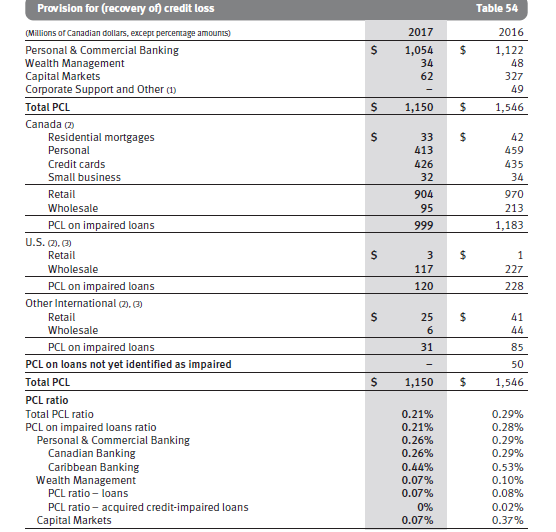 Provision for (recovery of) credit loss Table 54
(Millions of Canadian dollars, except percentage amounts) 2017 2016
Personal & Commercial Banking $ 1,054 $ 1,122
Wealth Management 34 48
Capital Markets 62 327
Corporate Support and Other (1) – 49
Total PCL $ 1,150 $ 1,546
Canada (2)
Residential mortgages $ 33 $ 42
Personal 413 459
Credit cards 426 435
Small business 32 34
Retail 904 970
Wholesale 95 213
PCL on impaired loans 999 1,183
U.S. (2), (3)
Retail $ 3 $ 1
Wholesale 117 227
PCL on impaired loans 120 228
Other International (2), (3)
Retail $ 25 $ 41
Wholesale 6 44
PCL on impaired loans 31 85
PCL on loans not yet identified as impaired – 50
Total PCL $ 1,150 $ 1,546
PCL ratio
Total PCL ratio 0.21% 0.29%
PCL on impaired loans ratio 0.21% 0.28%
Personal & Commercial Banking 0.26% 0.29%
Canadian Banking 0.26% 0.29%
Caribbean Banking 0.44% 0.53%
Wealth Management 0.07% 0.10%
PCL ratio – loans 0.07% 0.08%
PCL ratio – acquired credit-impaired loans 0% 0.02%
Capital Markets 0.07% 0.37%